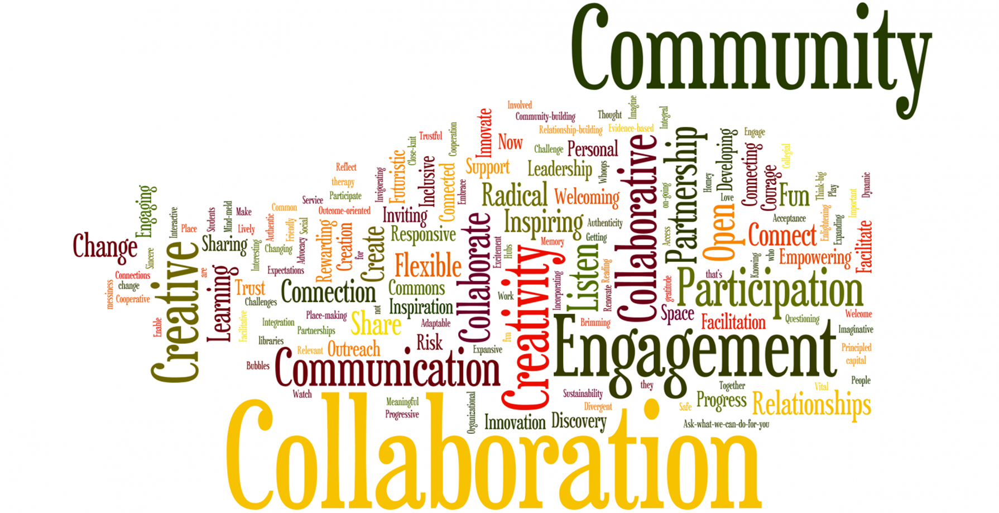 Community
Involved
Community-building
Thought
Imagine
Integral
Innovate
Relationship-building
Evidence-based
Trustful
Cooperation
Close-knit
Now
Challenge
Personal
Collaborative
Partnership
Developing
Engage
Connecting
Collegial
Reflect
therapy
Participate
Invigorating
Futuristic
Inclusive
Connected
Embrace
Support
Leadership
Whoops
on-going
Homey
Love
Courage
Fun
Think-big
Play
Important
Dynamic
Engaging
Interactive
Place
Students
Mind-meld
Make
Lively
Service
Common
Outcome-oriented
Inviting
Radical
Welcoming
Inspiring
Authenticity
Getting
Access
Open
Acceptance
Connect
Enlightening
Expanding
Facilitate
Change
Sincere
Creative
Sharing
Interesting
Authentic
Changing
Friendly
Social
Advocacy
Rewarding
Creation
for
Create
Responsive
Collaborate
Excitement
Hubs
Memory
Creativity
Listen
Reading
Knowing
who
Empowering
Connections
change
messiness
Cooperative
are
Learning
Trust
Challenges
Expectations
Connection
not
Flexible
Commons
Inspiration
Work
Incorporating
Renovate
gratitude
that's
Participation
Enable
Facilitative
Integration
Place-making
Partnerships
Share
Adaptable
Brimming
Space
Facilitation
Questioning
Welcome
Imaginative
libraries
Relevant
Outreach
Risk
Expansive
fun
Engagement
Principled
capital
Bubbles
Communication
People
Watch
Meaningful
Progressive
Organizational
Innovation
Discovery
Sustainability
Divergent
they
Together
Safe
Progress
Vital
Relationships
Ask-what-we-can-do-for-you
Collaboration